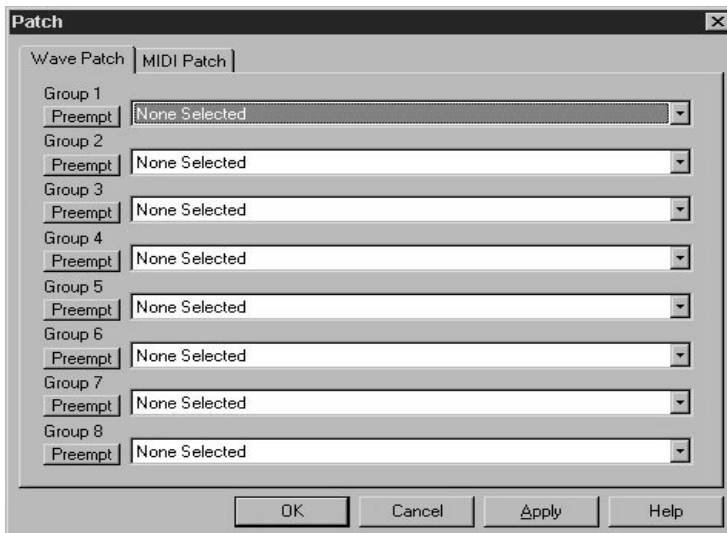 Patch
Wave Patch MIDI Patch
Group 1
Preempt None Selected
Group 2
Preempt None Selected
Group 3
Preempt None Selected
Group 4
Preempt None Selected
Group 5
Preempt None Selected
Group 6
Preempt None Selected
Group 7
Preempt None Selected
Group 8
Preempt None Selected
OK Cancel Apply Help